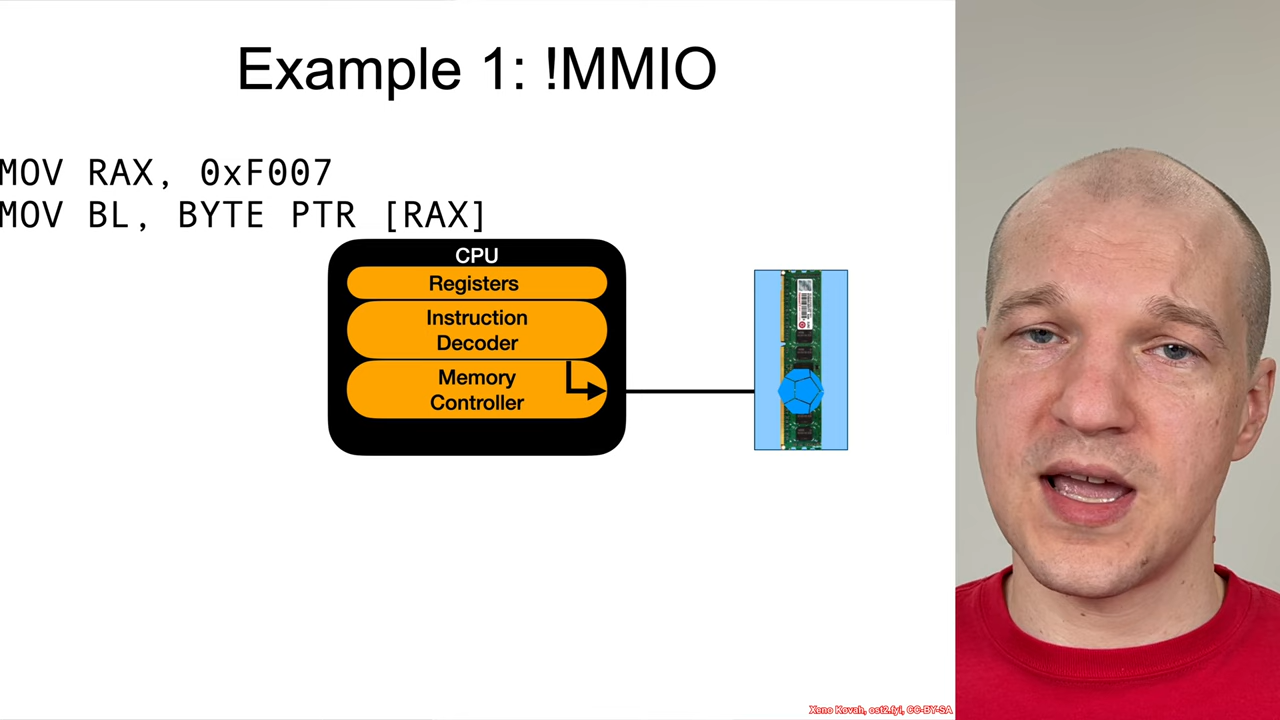 Example 1: !MMIO
MOV RAX, 0xF007
MOV BL, BYTE PTR [RAX]
CPU
Registers
Instruction
Decoder
Memory
Controller
Xeno Kovah, ost2.fyi, CC-BY-SA